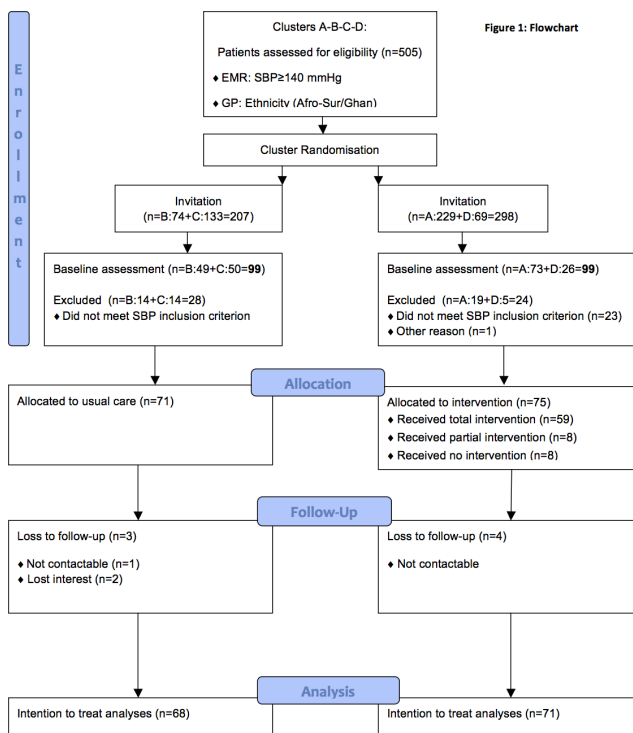 Clusters A-B-C-D:
Figure 1: Flowchart
Patients assessed for eligibility (n=505)
♦ EMR: SBP≥140 mmHg
♦ GP: Ethnicity (Afro-Sur/Ghan)
Enrollment
Cluster Randomisation
Invitation
(n=B:74+C:133=207)
Invitation
(n=A:229+D:69=298)
Baseline assessment (n=B:49+C:50=99)
Excluded (n=B:14+C:14=28)
♦ Did not meet SBP inclusion criterion
Baseline assessment (n=A:73+D:26=99)
Excluded (n=A:19+D:5=24)
♦ Did not meet SBP inclusion criterion (n=23)
♦ Other reason (n=1)
Allocation
Allocated to usual care (n=71)
Allocated to intervention (n=75)
♦ Received total intervention (n=59)
♦ Received partial intervention (n=8)
♦ Received no intervention (n=8)
Follow-Up
Loss to follow-up (n=3)
♦ Not contactable (n=1)
♦ Lost interest (n=2)
Loss to follow-up (n=4)
♦ Not contactable
Analysis
Intention to treat analyses (n=68)
Intention to treat analyses (n=71)